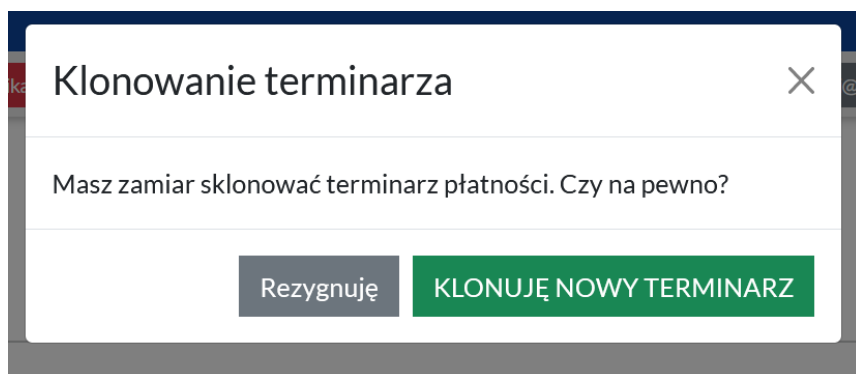 Klonowanie terminarza
Masz zamiar sklonować terminarz płatności. Czy na pewno?
Rezygnuję
KLONUJĘ NOWY TERMINARZ